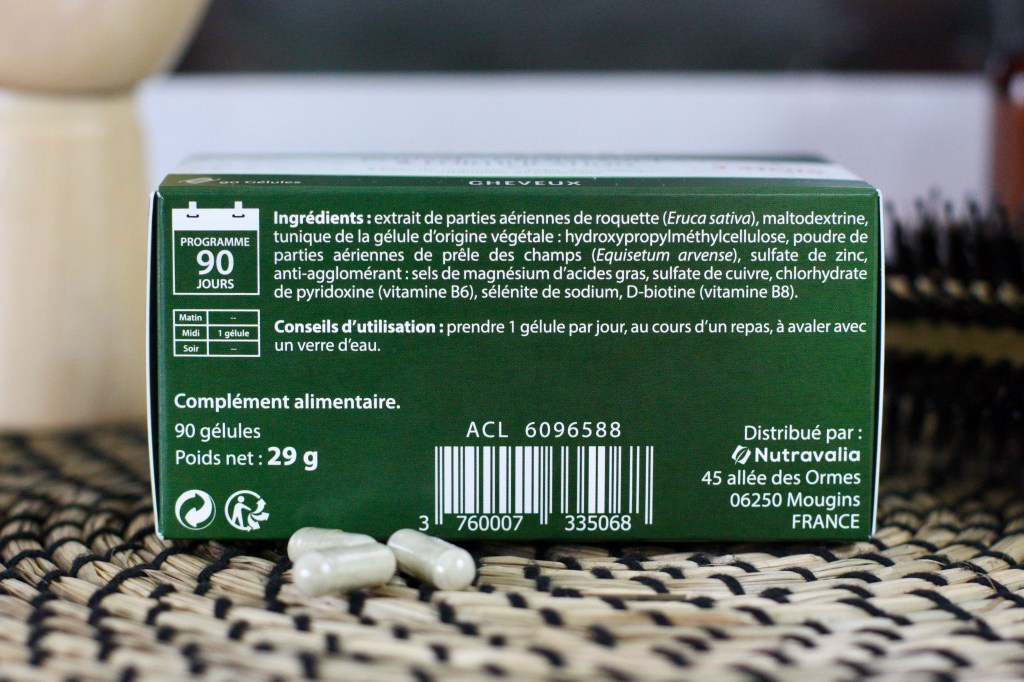 90 Gélules
CHEVEUX
PROGRAMME
90
JOURS
Matin --
Midi 1 gélule
Soir --
Ingrédients : extrait de parties aériennes de roquette (Eruca sativa), maltodextrine,
tunique de la gélule d'origine végétale : hydroxypropylméthylcellulose, poudre de
parties aériennes de prêle des champs (Equisetum arvense), sulfate de zinc,
anti-agglomérant : sels de magnésium d'acides gras, sulfate de cuivre, chlorhydrate
de pyridoxine (vitamine B6), sélénite de sodium, D-biotine (vitamine B8).
Conseils d'utilisation : prendre 1 gélule par jour, au cours d'un repas, à avaler avec
un verre d'eau.
Complément alimentaire.
90 gélules
Poids net : 29 g
ACL 6096588
3 760007 335068
Distribué par :
Nutravalia
45 allée des Ormes
06250 Mougins
FRANCE